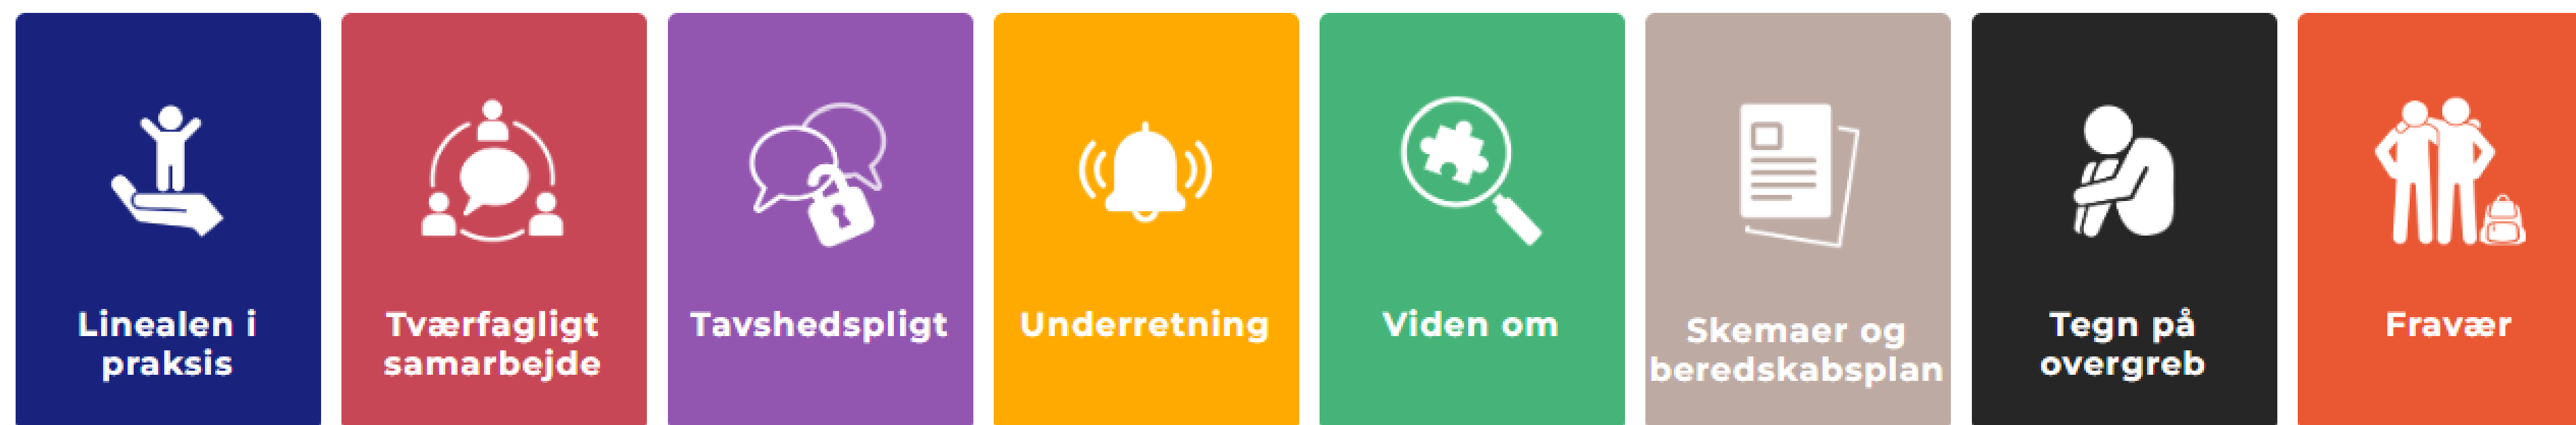 Linealen i
praksis
Tværfagligt
samarbejde
Tavshedspligt
Underretning
Viden om
Skemaer og
beredskabsplan
Tegn på
overgreb
Fravær